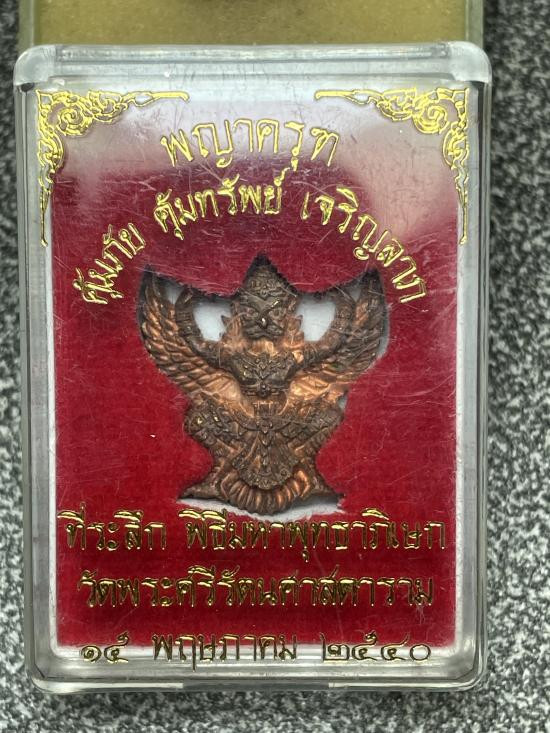 พญาครุฑ
คุ้มภัย คุ้มทรัพย์ เจริญลาภ
ที่ระลึก พิธีมหาพุทธาภิเษก
วัดพระศรีรัตนศาสดาราม
๑๕ พฤษภาคม ๒๕๔๐